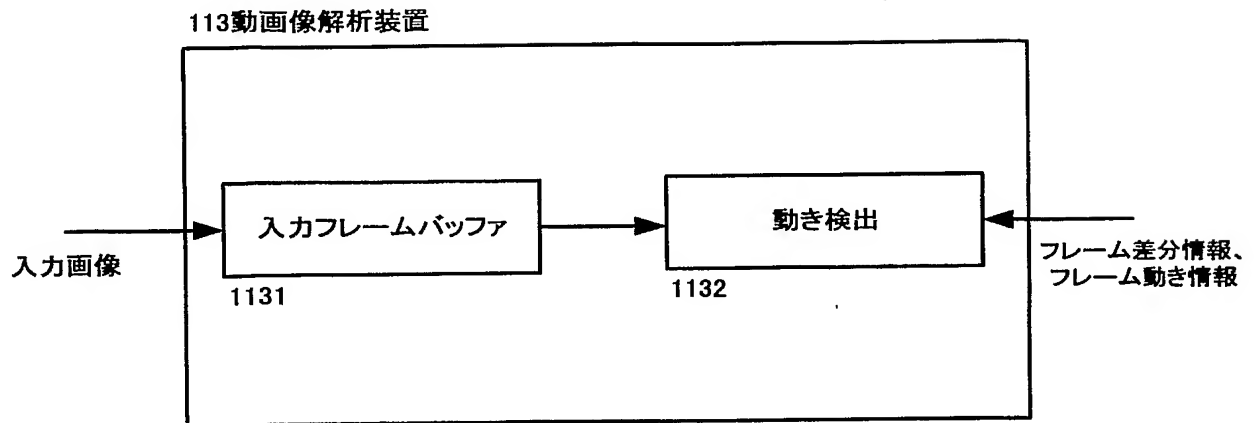 113動画像解析装置
入力フレームバッファ
動き検出
入力画像
1131
1132
フレーム差分情報、
フレーム動き情報